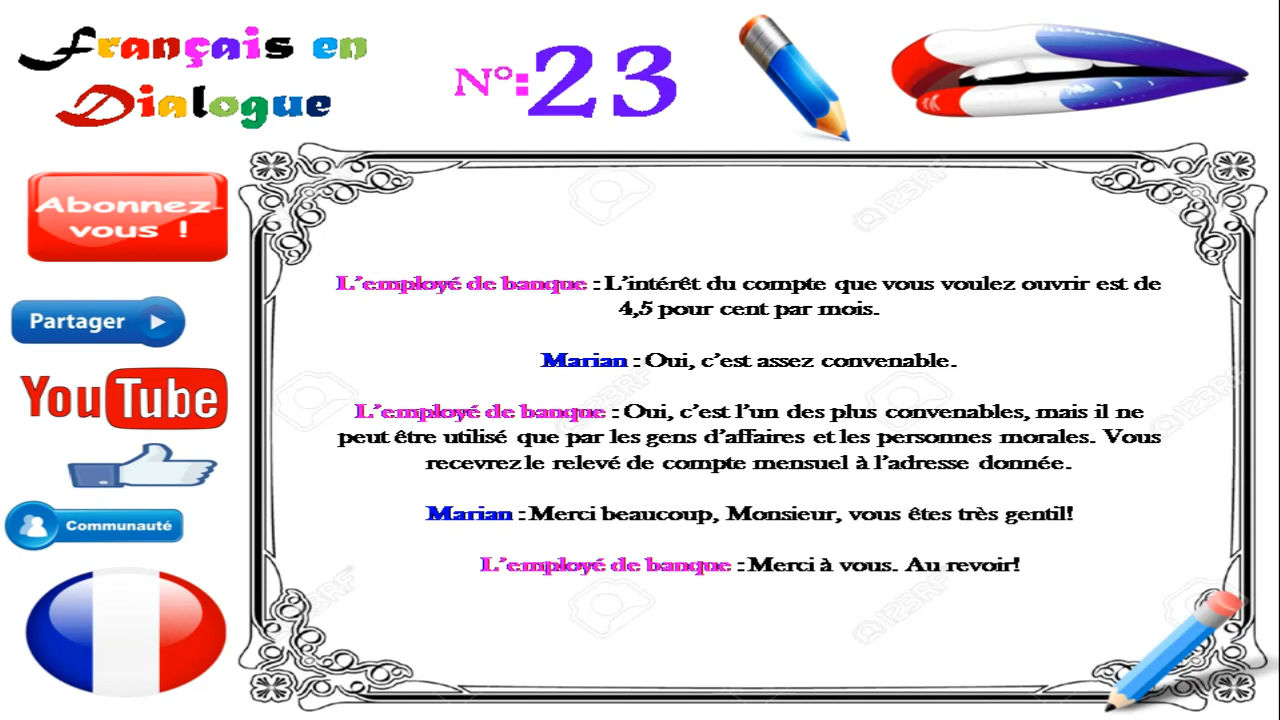 Français en
Dialogue
N°:23
Abonnez-
vous !
Partager
YouTube
Communauté
L'employé de banque : L'intérêt du compte que vous voulez ouvrir est de
4,5 pour cent par mois.
Marian : Oui, c'est assez convenable.
L'employé de banque : Oui, c'est l'un des plus convenables, mais il ne
peut être utilisé que par les gens d'affaires et les personnes morales. Vous
recevrez le relevé de compte mensuel à l'adresse donnée.
Marian : Merci beaucoup, Monsieur, vous êtes très gentil!
L'employé de banque : Merci à vous. Au revoir!
123RF
123RF
123RF
123RF